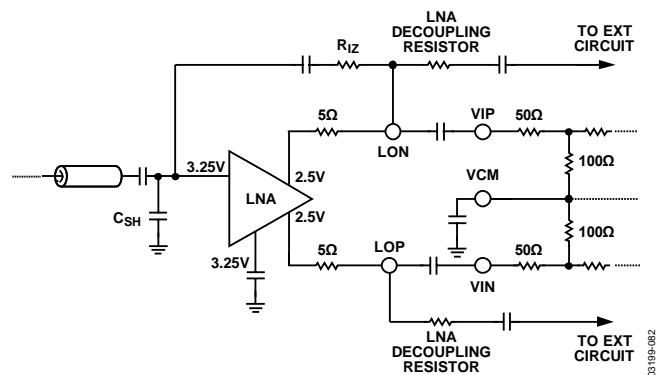 LNA
DECOUPLING
RESISTOR
TO EXT
CIRCUIT
RIZ
5Ω
LON
VIP
50Ω
100Ω
3.25V
LNA
2.5V
2.5V
VCM
CSH
3.25V
5Ω
LOP
VIN
50Ω
100Ω
LNA
DECOUPLING
RESISTOR
TO EXT
CIRCUIT
03199-082